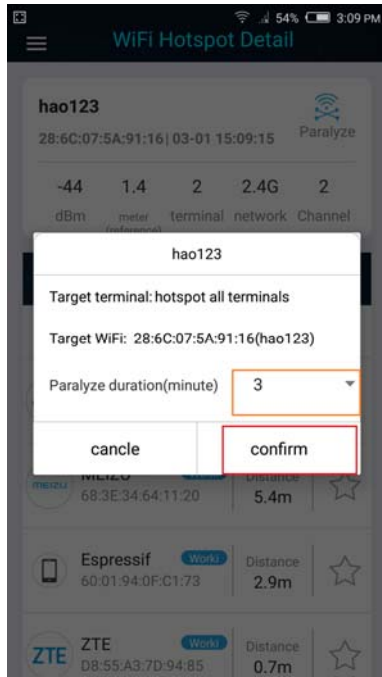 54% 3:09 PM
WiFi Hotspot Detail
hao123
28:6C:07:5A:91:16| 03-01 15:09:15
Paralyze
-44 1.4 2 2.4G 2
dBm meter terminal network Channel
(reference)
hao123
Target terminal: hotspot all terminals
Target WiFi: 28:6C:07:5A:91:16(hao123)
Paralyze duration(minute) 3
cancle confirm
MEIZU Distance
meizu 68:3E:34:64:11:20 5.4m
Espressif Worki Distance
60:01:94:0F:C1:73 2.9m
ZTE ZTE Worki Distance
D8:55:A3:7D:94:85 0.7m